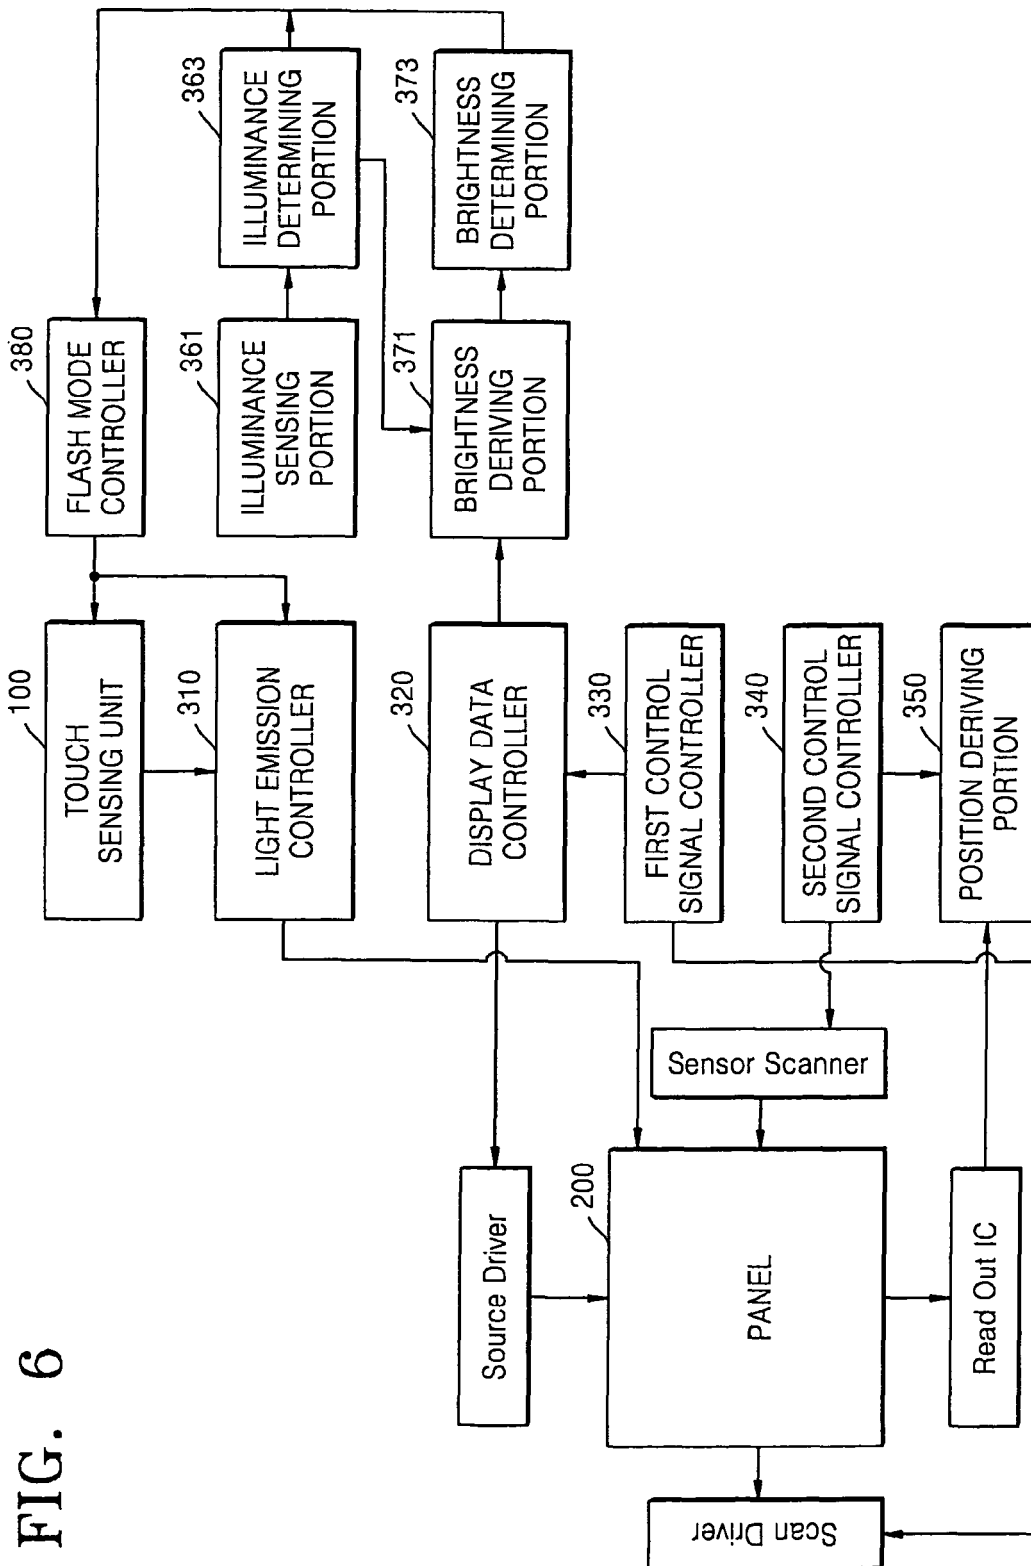 FIG. 6
100
TOUCH
SENSING UNIT
380
FLASH MODE
CONTROLLER
310
LIGHT EMISSION
CONTROLLER
361
ILLUMINANCE
SENSING
PORTION
363
ILLUMINANCE
DETERMINING
PORTION
Source Driver
320
DISPLAY DATA
CONTROLLER
371
BRIGHTNESS
DERIVING
PORTION
373
BRIGHTNESS
DETERMINING
PORTION
Scan Driver
200
PANEL
Sensor Scanner
330
FIRST CONTROL
SIGNAL CONTROLLER
340
SECOND CONTROL
SIGNAL CONTROLLER
Read Out IC
350
POSITION DERIVING
PORTION